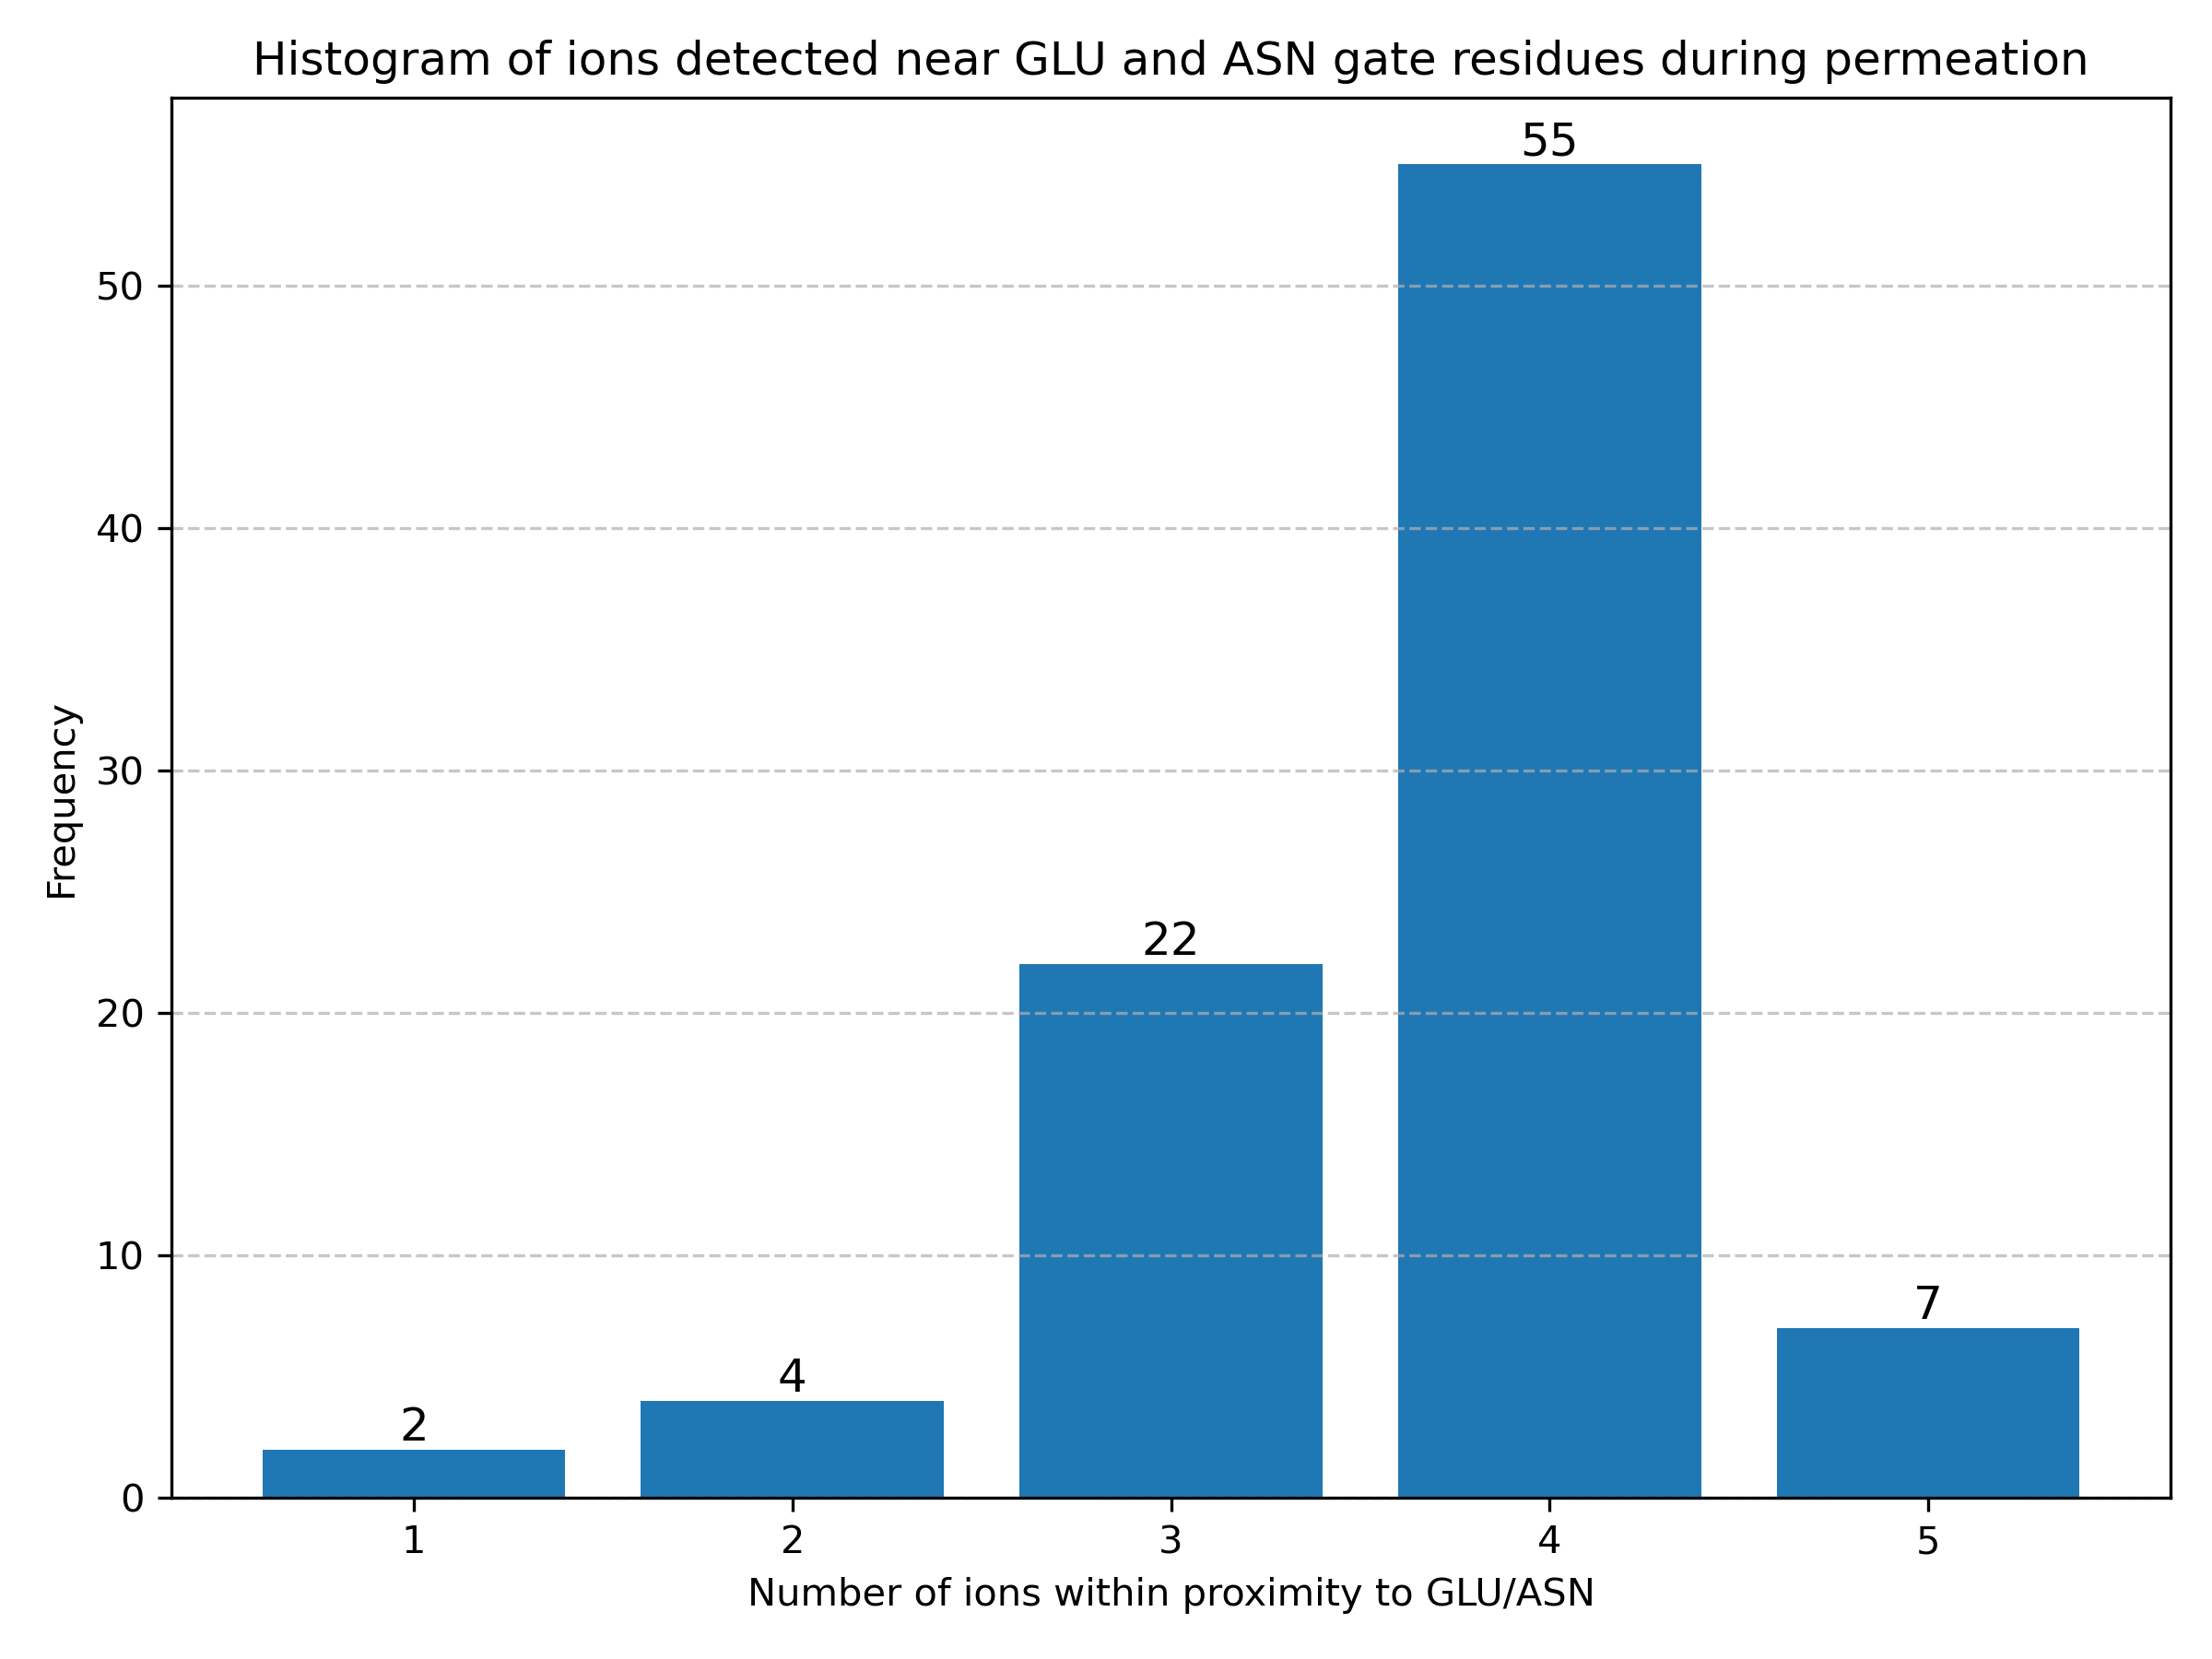 Histogram of ions detected near GLU and ASN gate residues during permeation
55
50
40
30
22
20
10
7
4
2
0
1 2 3 4 5
Frequency
Number of ions within proximity to GLU/ASN